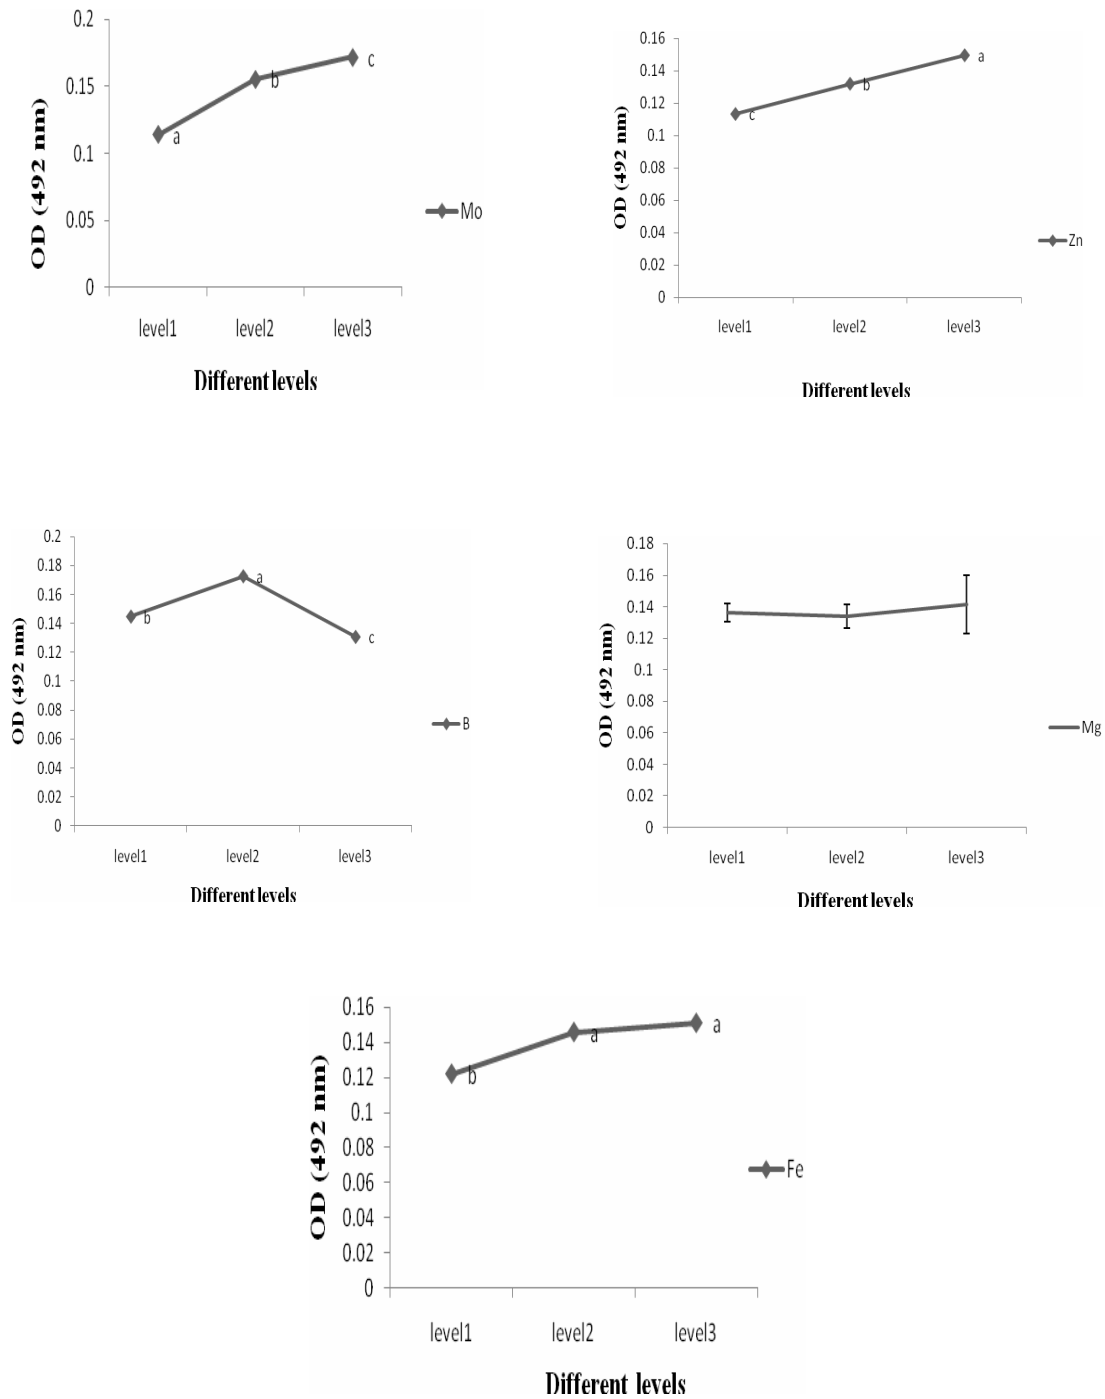 0.2
0.15
0.1
0.05
0
OD (492 nm)
a
b
c
Mo
level1 level2 level3
Different levels
0.16
0.14
0.12
0.1
0.08
0.06
0.04
0.02
0
OD (492 nm)
c
b
a
Zn
level1 level2 level3
Different levels
0.2
0.18
0.16
0.14
0.12
0.1
0.08
0.06
0.04
0.02
0
OD (492 nm)
b
a
c
B
level1 level2 level3
Different levels
0.18
0.16
0.14
0.12
0.1
0.08
0.06
0.04
0.02
0
OD (492 nm)
Mg
level1 level2 level3
Different levels
0.16
0.14
0.12
0.1
0.08
0.06
0.04
0.02
0
OD (492 nm)
b
a
a
Fe
level1 level2 level3
Different levels